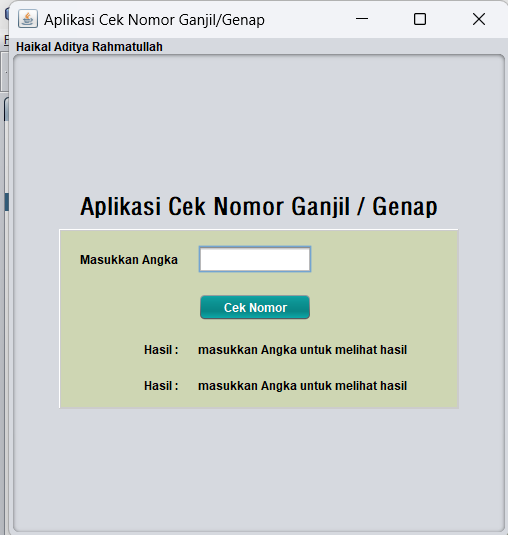 Aplikasi Cek Nomor Ganjil/Genap
Haikal Aditya Rahmatullah
Aplikasi Cek Nomor Ganjil / Genap
Masukkan Angka
Cek Nomor
Hasil : masukkan Angka untuk melihat hasil
Hasil : masukkan Angka untuk melihat hasil